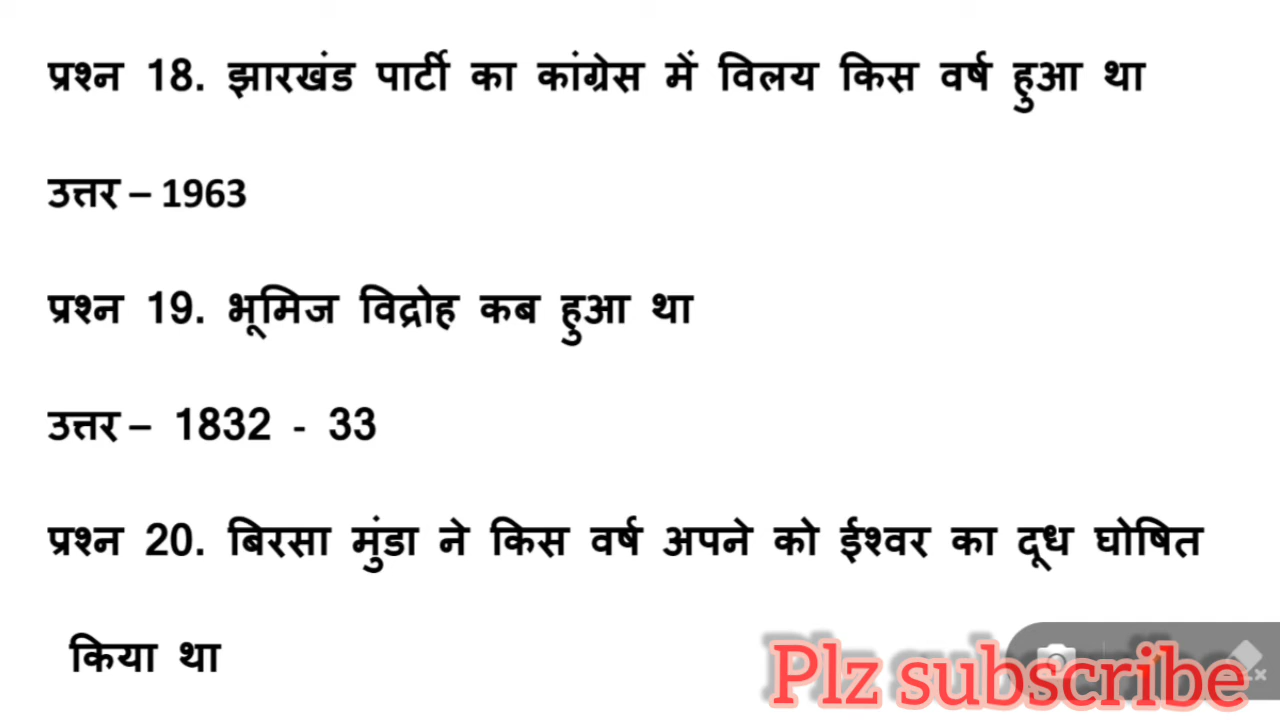 प्रश्न 18. झारखंड पार्टी का कांग्रेस में विलय किस वर्ष हुआ था
उत्तर – 1963
प्रश्न 19. भूमिज विद्रोह कब हुआ था
उत्तर – 1832 - 33
प्रश्न 20. बिरसा मुंडा ने किस वर्ष अपने को ईश्वर का दूध घोषित
किया था
Plz subscribe